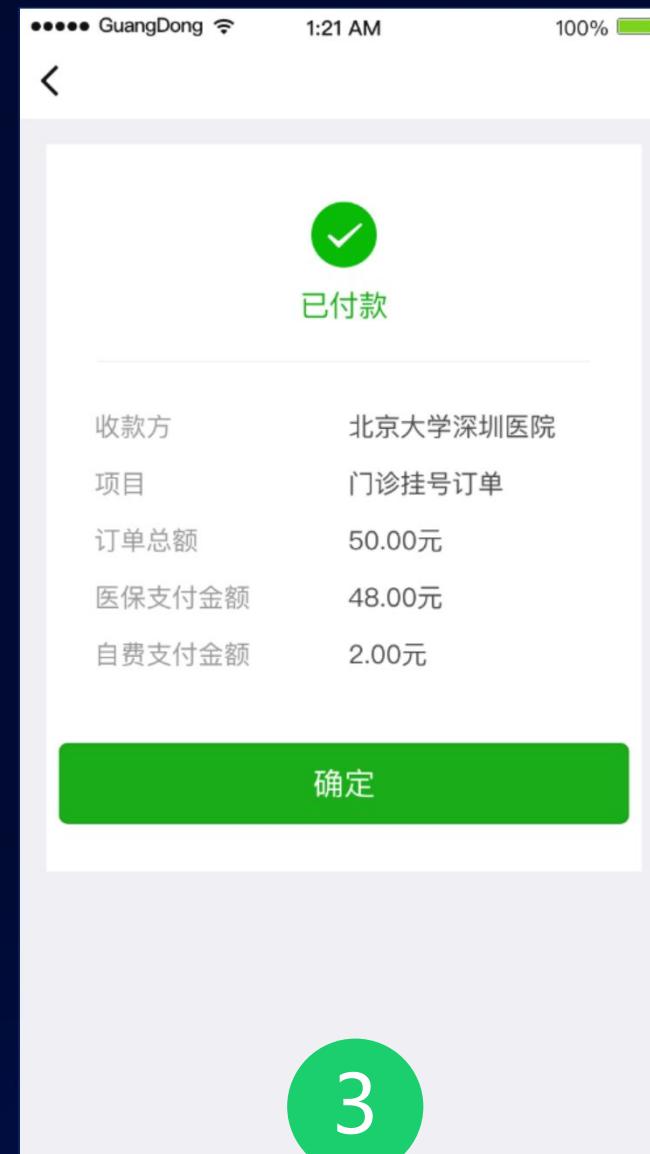 GuangDong 1:21 AM 100%
已付款
收款方 北京大学深圳医院
项目 门诊挂号订单
订单总额 50.00元
医保支付金额 48.00元
自费支付金额 2.00元
确定
3